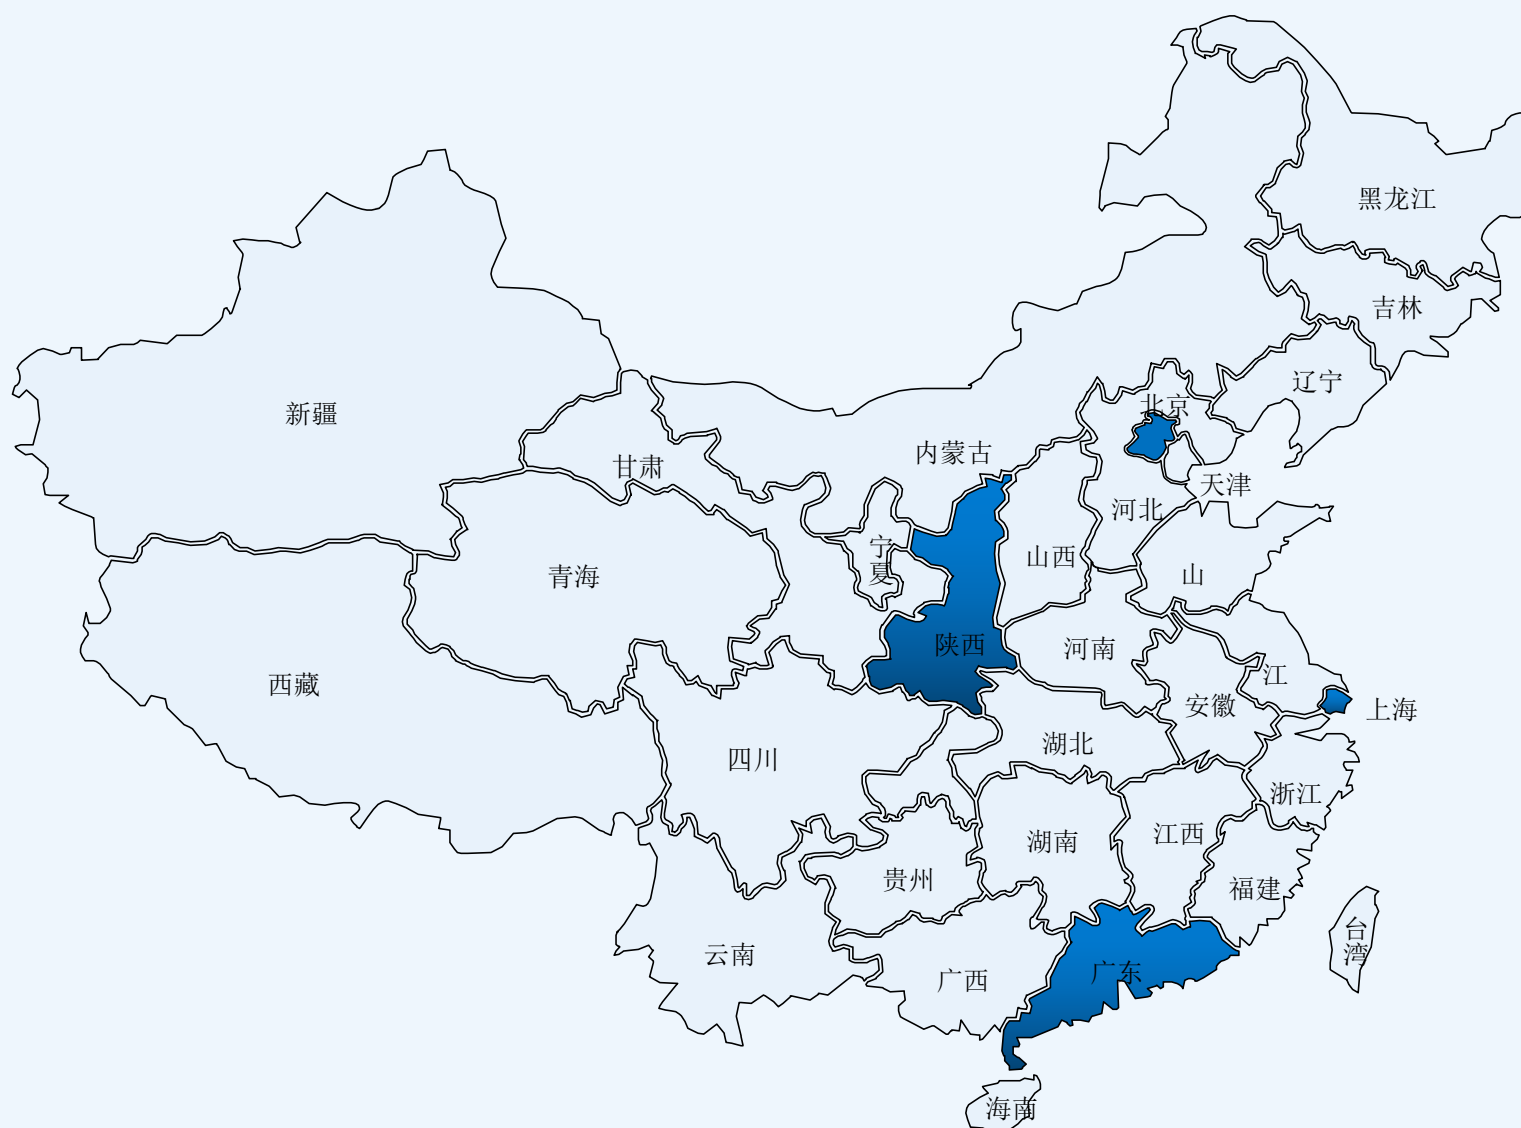 黑龙江
吉林
辽宁
北京
新疆
内蒙古
甘肃
天津
河北
宁
夏
山西
青海
山
陕西
河南
西藏
江
安徽
上海
湖北
四川
浙江
江西
湖南
贵州
福建
台
湾
云南
广东
广西
海南